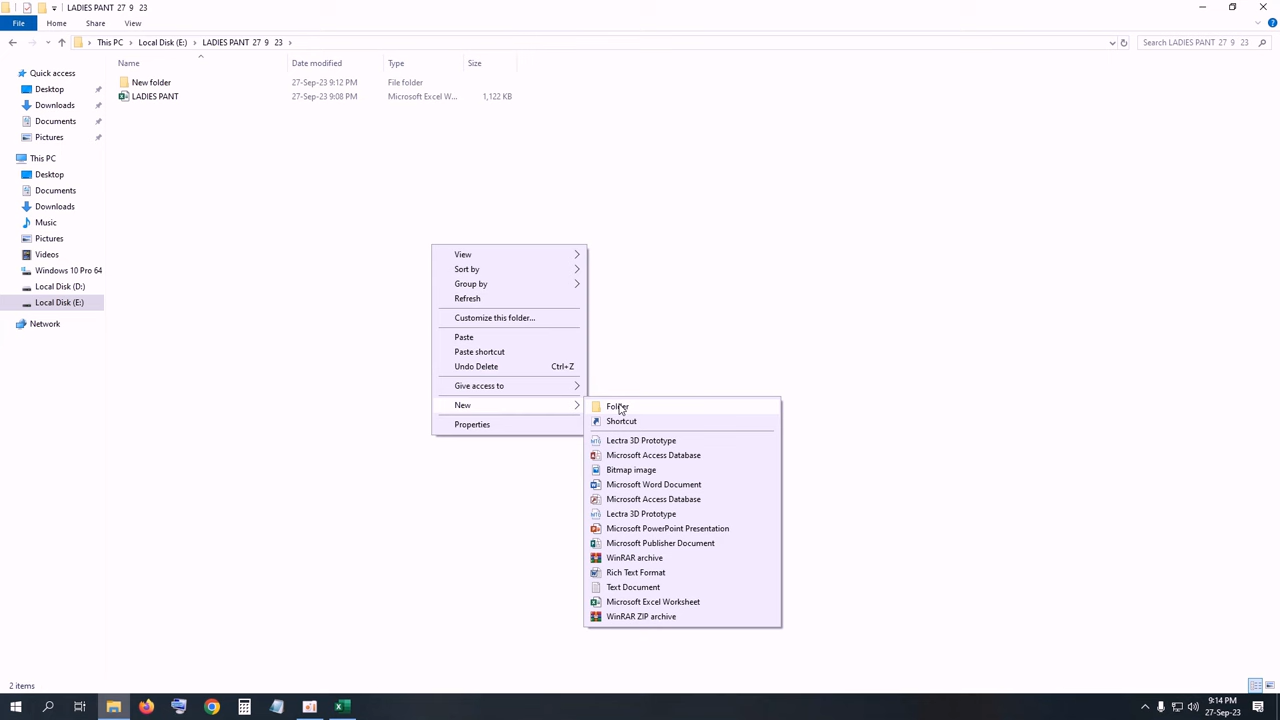 LADIES PANT  27  9   23
File
Home
Share
View
This PC
Local Disk (E:)
LADIES PANT  27  9   23
Search LADIES PANT  27  9   23
Name
Date modified
Type
Size
Quick access
New folder
27-Sep-23 9:12 PM
File folder
Desktop
LADIES PANT
27-Sep-23 9:08 PM
Microsoft Excel W...
1,122 KB
Downloads
Documents
Pictures
This PC
Desktop
Documents
Downloads
Music
Pictures
Videos
Windows 10 Pro 64
Local Disk (D:)
Local Disk (E:)
Network
View
Sort by
Group by
Refresh
Customize this folder...
Paste
Paste shortcut
Undo Delete
Ctrl+Z
Give access to
New
Properties
Folder
Shortcut
Lectra 3D Prototype
Microsoft Access Database
Bitmap image
Microsoft Word Document
Microsoft Access Database
Lectra 3D Prototype
Microsoft PowerPoint Presentation
Microsoft Publisher Document
WinRAR archive
Rich Text Format
Text Document
Microsoft Excel Worksheet
WinRAR ZIP archive
2 items
9:14 PM
27-Sep-23